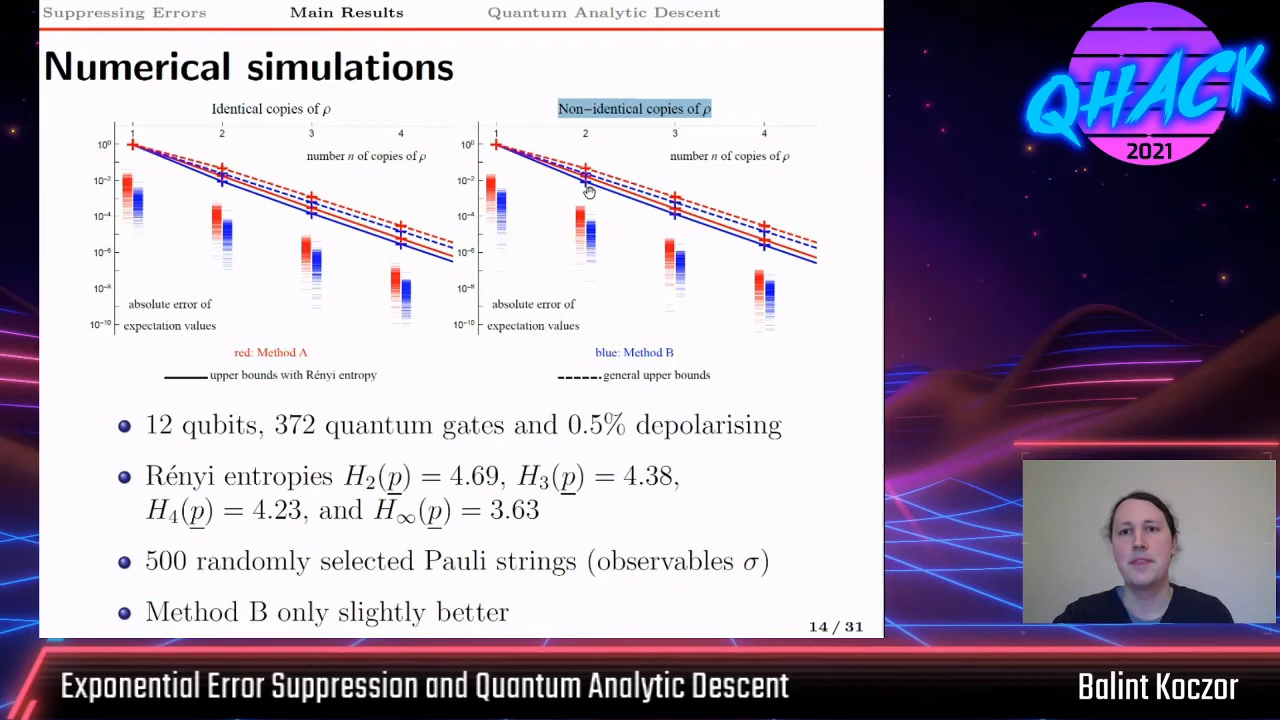 Suppressing Errors Main Results Quantum Analytic Descent
Numerical simulations
Identical copies of ρ
Non−identical copies of ρ
1 2 3 4
1 2 3 4
number n of copies of ρ
number n of copies of ρ
10⁰
10⁻²
10⁻⁴
10⁻⁶
10⁻⁸
10⁻¹⁰
10⁰
10⁻²
10⁻⁴
10⁻⁶
10⁻⁸
10⁻¹⁰
absolute error of
expectation values
absolute error of
expectation values
red: Method A
blue: Method B
upper bounds with Rényi entropy
general upper bounds
12 qubits, 372 quantum gates and 0.5% depolarising
Rényi entropies H₂(p) = 4.69, H₃(p) = 4.38,
H₄(p) = 4.23, and H∞(p) = 3.63
500 randomly selected Pauli strings (observables σ)
Method B only slightly better
14 / 31
QHACK
2021
Exponential Error Suppression and Quantum Analytic Descent
Balint Koczor